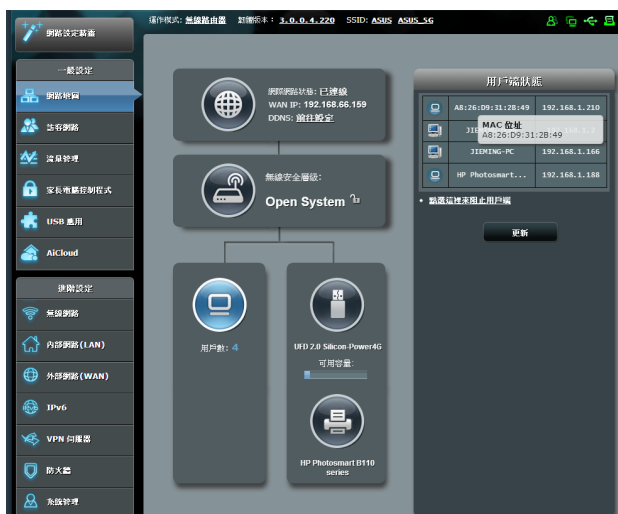 操作模式: 無線路由器 韌體版本: 3.0.0.4.220 SSID: ASUS ASUS_5G
網路設定精靈
一般設定
網路地圖
訪客網路
流量管理
家長電腦控制程式
USB 應用
AiCloud
進階設定
無線網路
內部網路(LAN)
外部網路(WAN)
IPv6
VPN 伺服器
防火牆
系統管理
網際網路狀態: 已連線
WAN IP: 192.168.66.159
DDNS: 前往設定
無線安全層級:
Open System
用戶數: 4
UFD 2.0 Silicon-Power4G
可用容量:
HP Photosmart B110
series
用戶端狀態
A8:26:D9:31:2B:49 192.168.1.210
MAC 位址
A8:26:D9:31:2B:49
JIEMING-PC 192.168.1.166
HP Photosmart... 192.168.1.188
點選這裡來阻止用戶端
更新